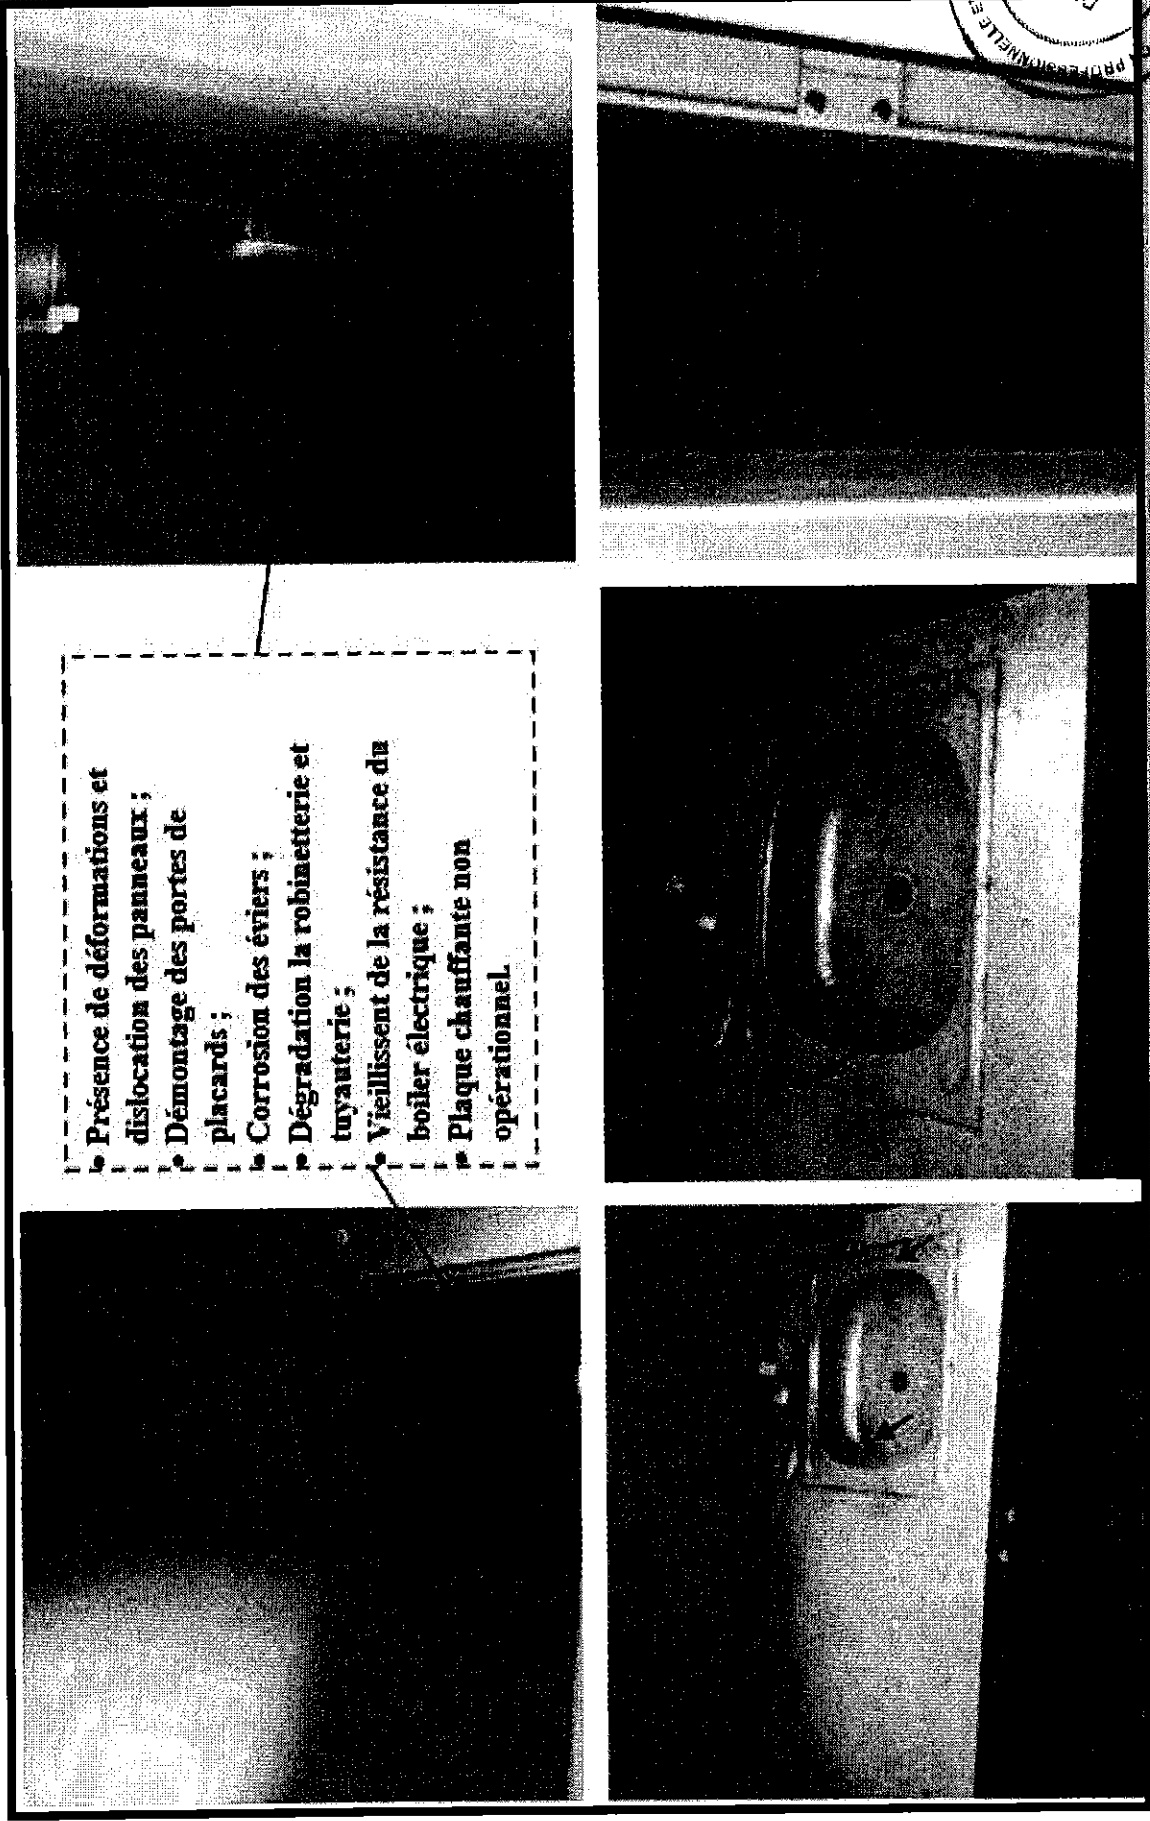 • Présence de déformations et
dislocation des panneaux ;
• Démontage des portes de
placards ;
• Corrosion des éviers ;
• Dégradation la robinetterie et
tuyauterie ;
• Vieillissent de la résistance du
boiler électrique ;
• Plaque chauffante non
opérationnel.
PROFESSIONNELLE